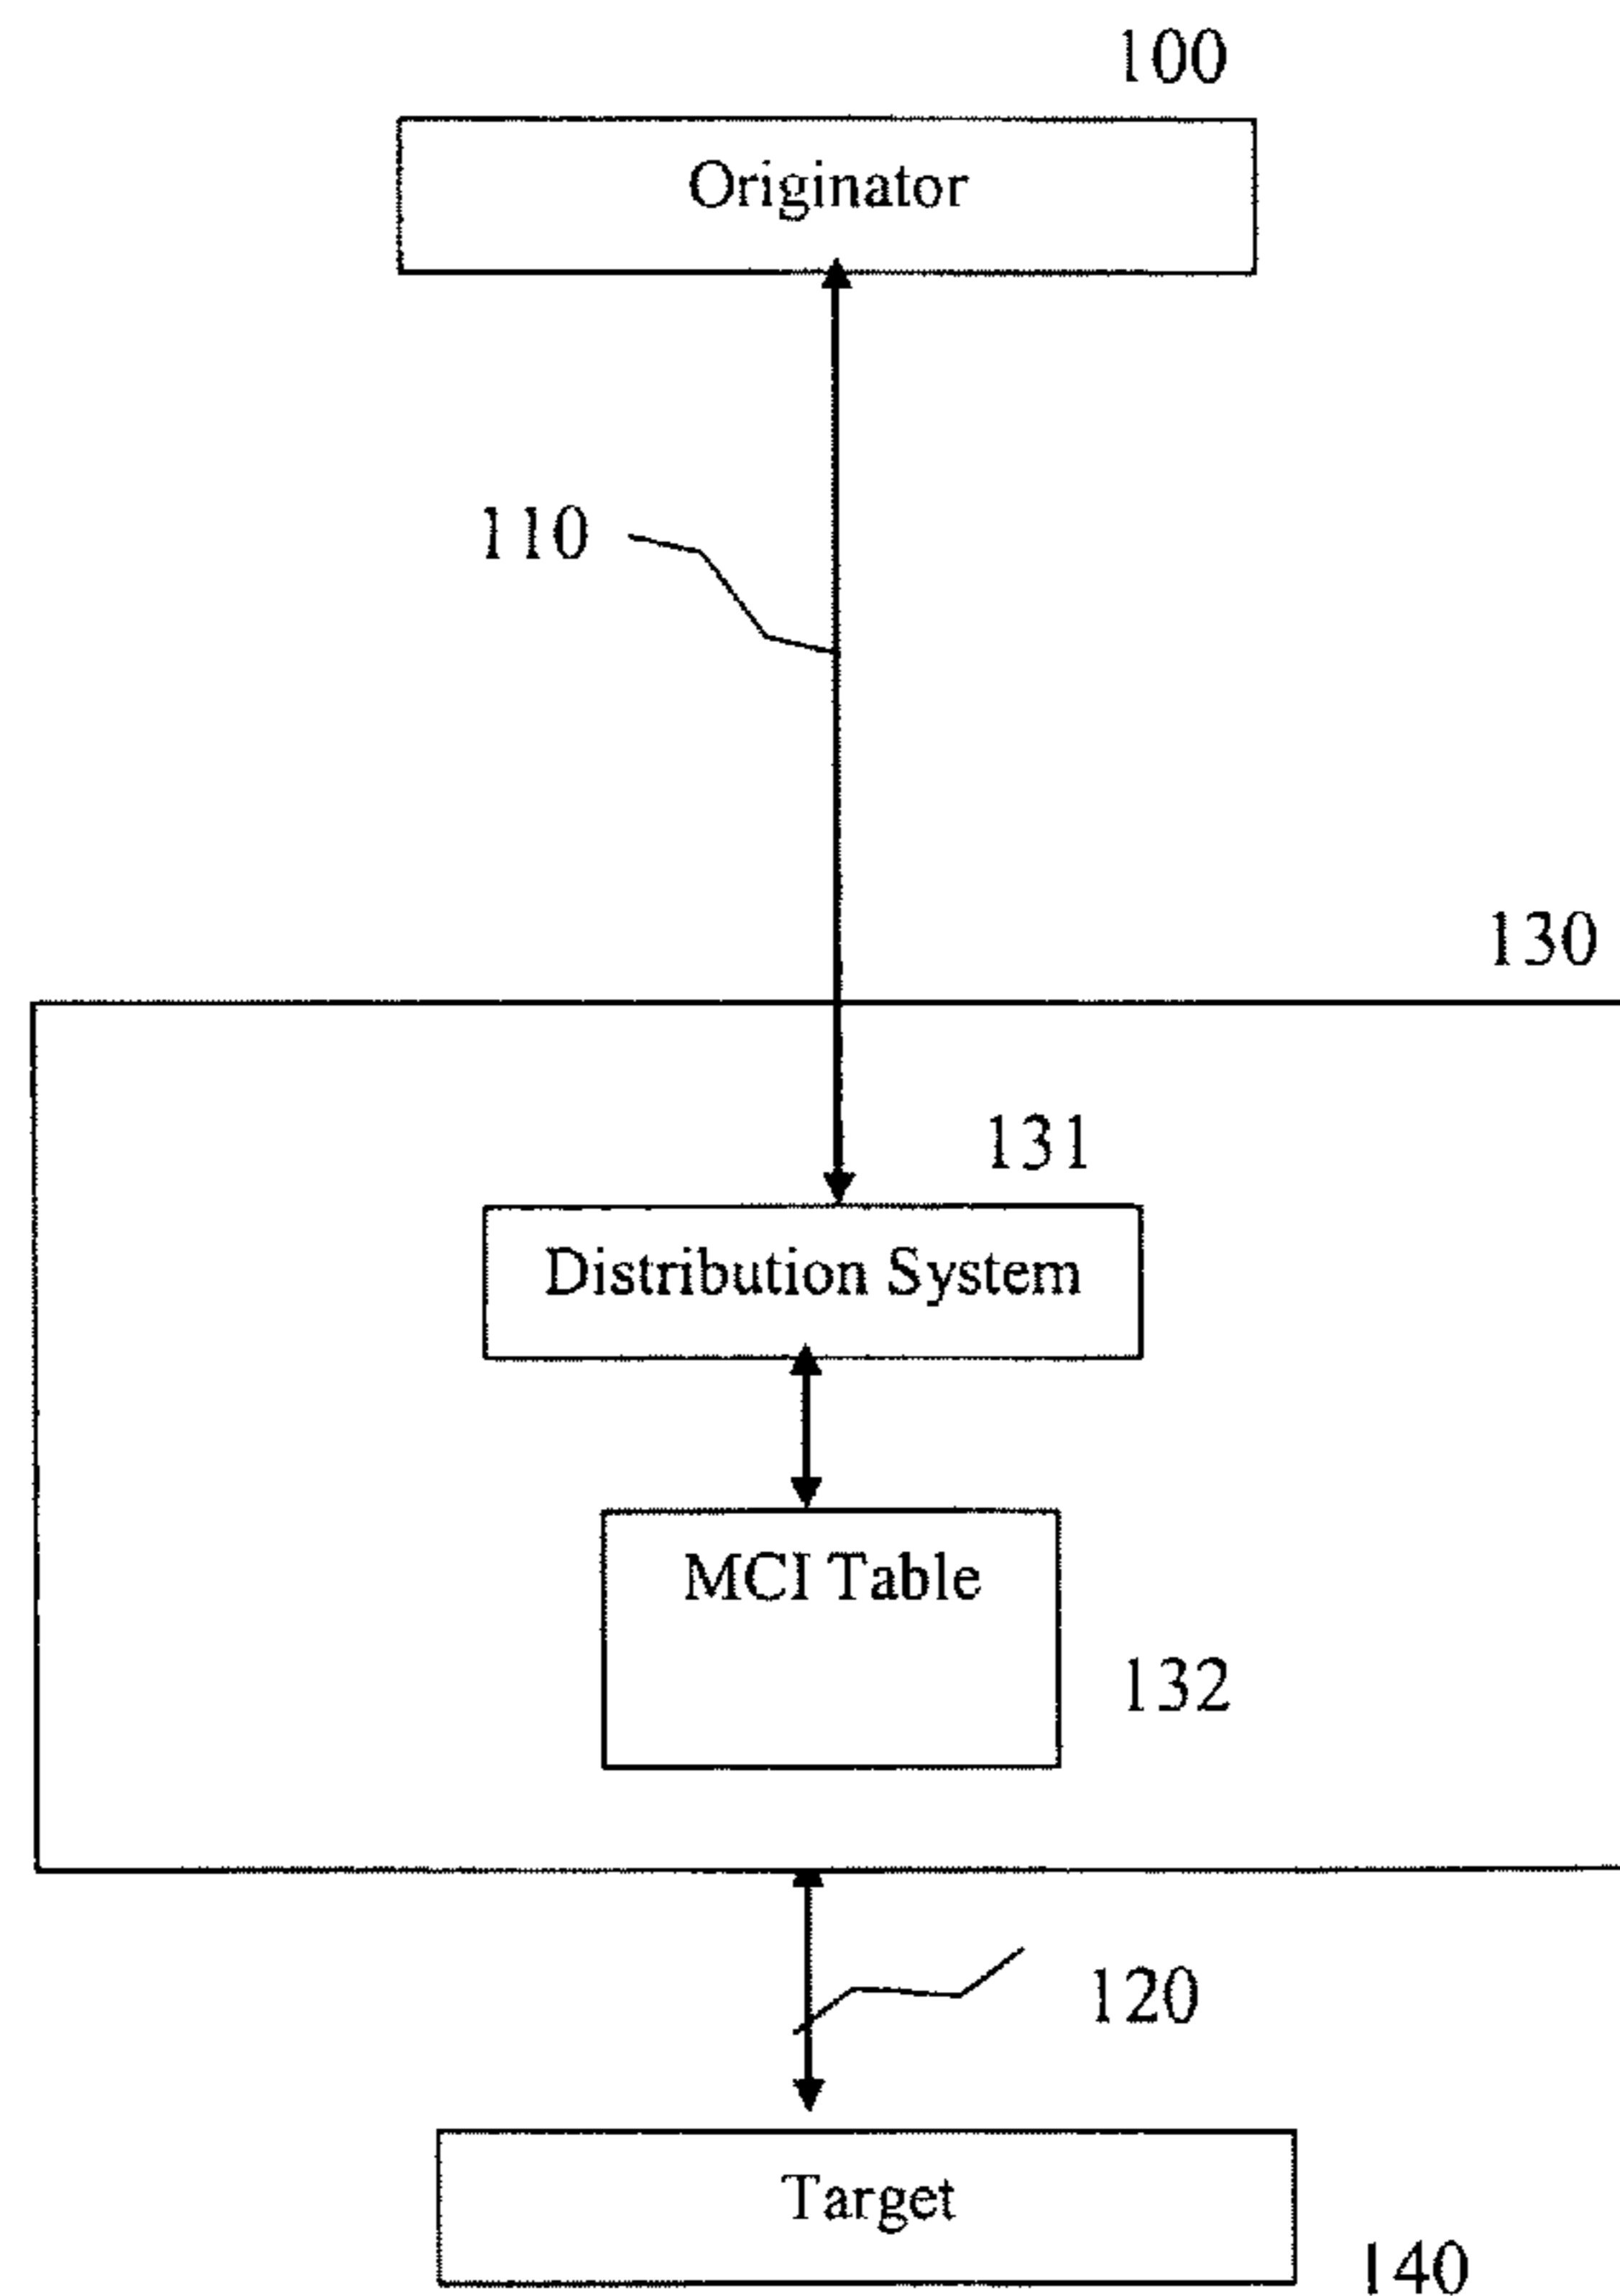 100
Originator
110
130
131
Distribution System
MCI Table
132
120
Target
140